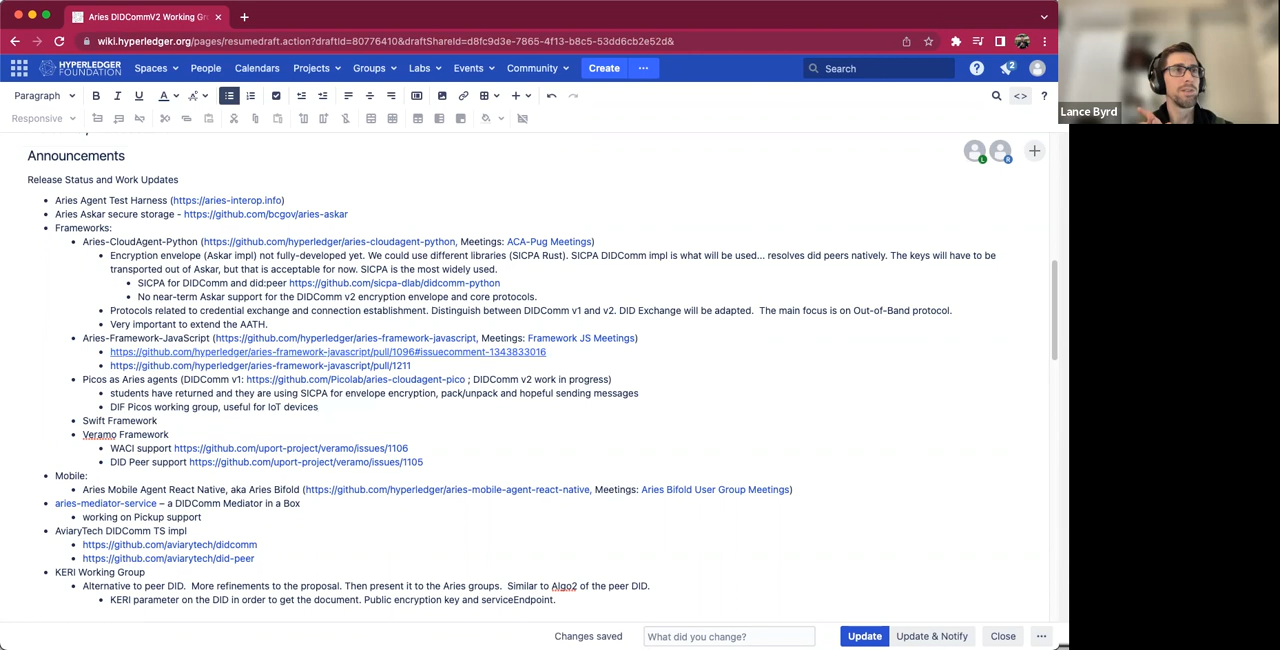 Aries DIDCommV2 Working Gr
wiki.hyperledger.org/pages/resumedraft.action?draftId=80776410&draftShareId=d8fc9d3e-7865-4f13-b8c5-53dd6cb2e52d&
HYPERLEDGER FOUNDATION Spaces People Calendars Projects Groups Labs Events Community Create ··· Search 2
Paragraph B I U A
Responsive
Announcements
Release Status and Work Updates
Aries Agent Test Harness (https://aries-interop.info)
Aries Askar secure storage - https://github.com/bcgov/aries-askar
Frameworks:
Aries-CloudAgent-Python (https://github.com/hyperledger/aries-cloudagent-python, Meetings: ACA-Pug Meetings)
Encryption envelope (Askar impl) not fully-developed yet. We could use different libraries (SICPA Rust). SICPA DIDComm impl is what will be used... resolves did peers natively. The keys will have to
transported out of Askar, but that is acceptable for now. SICPA is the most widely used.
SICPA for DIDComm and did:peer https://github.com/sicpa-dlab/didcomm-python
No near-term Askar support for the DIDComm v2 encryption envelope and core protocols.
Protocols related to credential exchange and connection establishment. Distinguish between DIDComm v1 and v2. DID Exchange will be adapted. The main focus is on Out-of-Band protocol.
Very important to extend the AATH.
Aries-Framework-JavaScript (https://github.com/hyperledger/aries-framework-javascript, Meetings: Framework JS Meetings)
https://github.com/hyperledger/aries-framework-javascript/pull/1096#issuecomment-1343833016
https://github.com/hyperledger/aries-framework-javascript/pull/1211
Picos as Aries agents (DIDComm v1: https://github.com/Picolab/aries-cloudagent-pico ; DIDComm v2 work in progress)
students have returned and they are using SICPA for envelope encryption, pack/unpack and hopeful sending messages
DIF Picos working group, useful for IoT devices
Swift Framework
Veramo Framework
WACI support https://github.com/uport-project/veramo/issues/1106
DID Peer support https://github.com/uport-project/veramo/issues/1105
Mobile:
Aries Mobile Agent React Native, aka Aries Bifold (https://github.com/hyperledger/aries-mobile-agent-react-native, Meetings: Aries Bifold User Group Meetings)
aries-mediator-service – a DIDComm Mediator in a Box
working on Pickup support
AviaryTech DIDComm TS impl
https://github.com/aviarytech/didcomm
https://github.com/aviarytech/did-peer
KERI Working Group
Alternative to peer DID. More refinements to the proposal. Then present it to the Aries groups. Similar to Algo2 of the peer DID.
KERI parameter on the DID in order to get the document. Public encryption key and serviceEndpoint.
Changes saved What did you change? Update Update & Notify Close ···
Lance Byrd
L
R